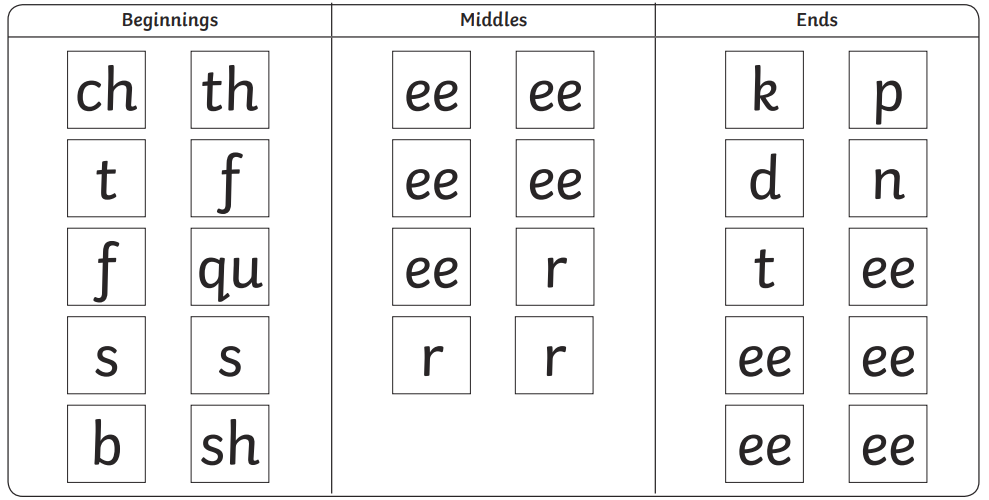 Beginnings Middles Ends
ch th ee ee k p
t f ee ee d n
f qu ee r t ee
s s r r ee ee
b sh ee ee